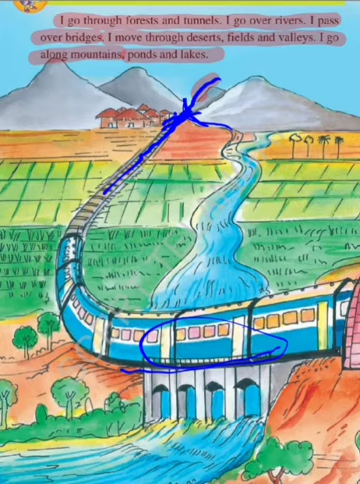 I go through forests and tunnels. I go over rivers. I pass
over bridges. I move through deserts, fields and valleys. I go
along mountains, ponds and lakes.